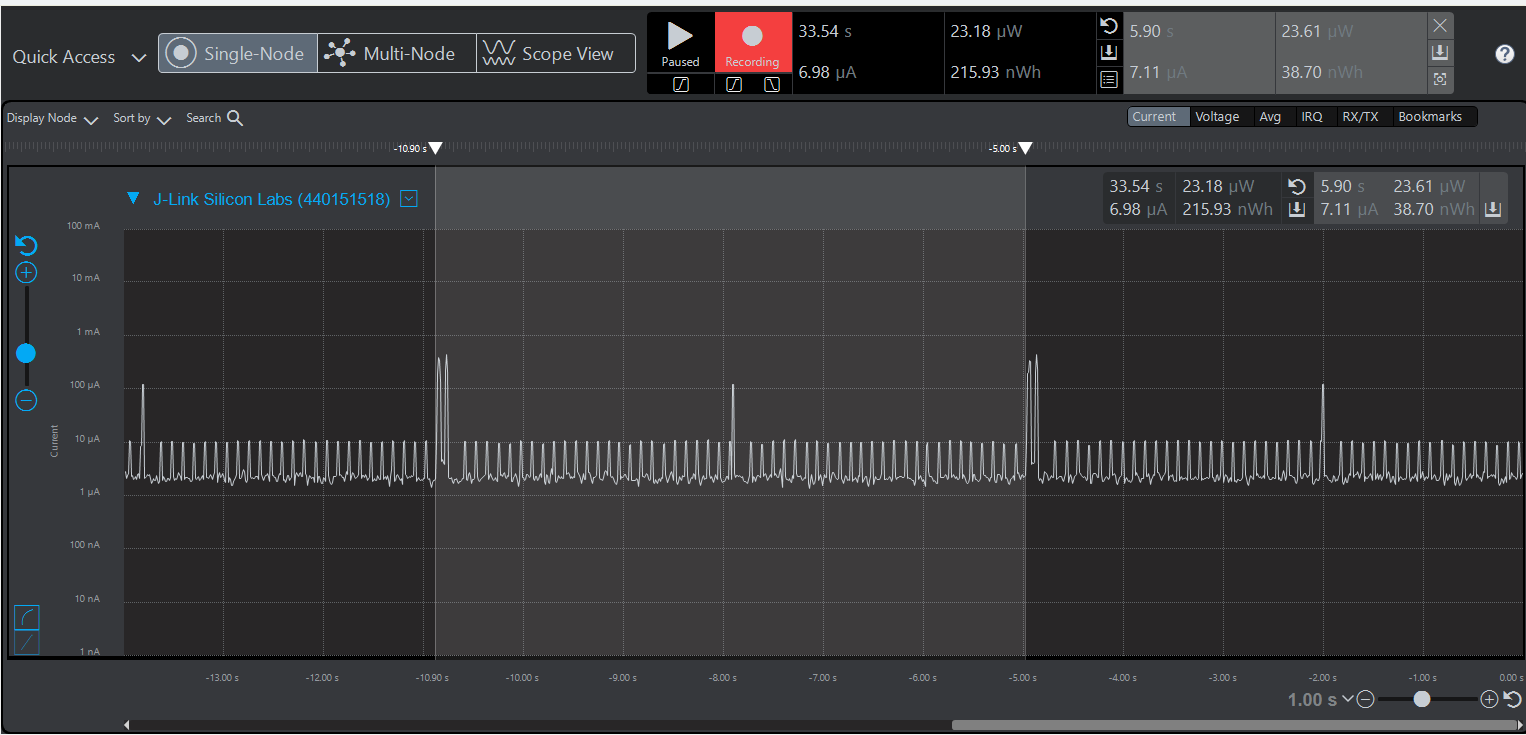 Quick Access
Single-Node
Multi-Node
Scope View
Paused
Recording
33.54 s
6.98 µA
23.18 µW
215.93 nWh
5.90 s
7.11 µA
23.61 µW
38.70 nWh
?
Display Node
Sort by
Search
Current
Voltage
Avg
IRQ
RX/TX
Bookmarks
-10.90 s
-5.00 s
J-Link Silicon Labs (440151518)
33.54 s
23.18 µW
5.90 s
23.61 µW
6.98 µA
215.93 nWh
7.11 µA
38.70 nWh
100 mA
10 mA
1 mA
100 µA
10 µA
1 µA
100 nA
10 nA
1 nA
Current
-13.00 s
-12.00 s
-10.90 s
-10.00 s
-9.00 s
-8.00 s
-7.00 s
-6.00 s
-5.00 s
-4.00 s
-3.00 s
-2.00 s
-1.00 s
0.00 s
1.00 s